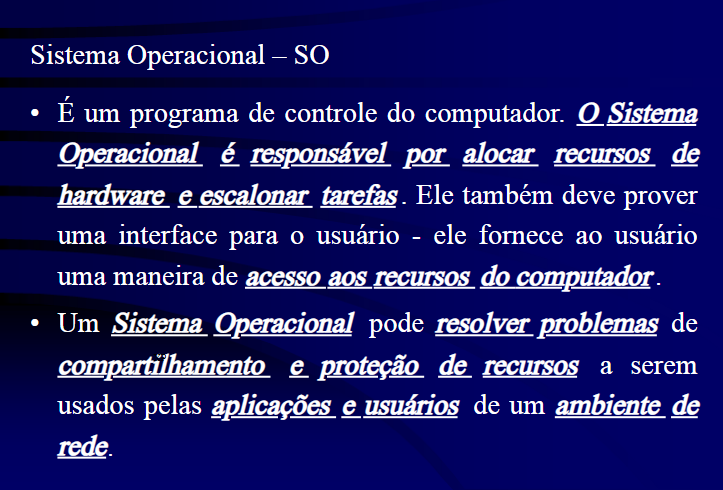 Sistema Operacional – SO
• É um programa de controle do computador. O Sistema
Operacional é responsável por alocar recursos de
hardware e escalonar tarefas. Ele também deve prover
uma interface para o usuário - ele fornece ao usuário
uma maneira de acesso aos recursos do computador.
• Um Sistema Operacional pode resolver problemas de
compartilhamento e proteção de recursos a serem
usados pelas aplicações e usuários de um ambiente de
rede.